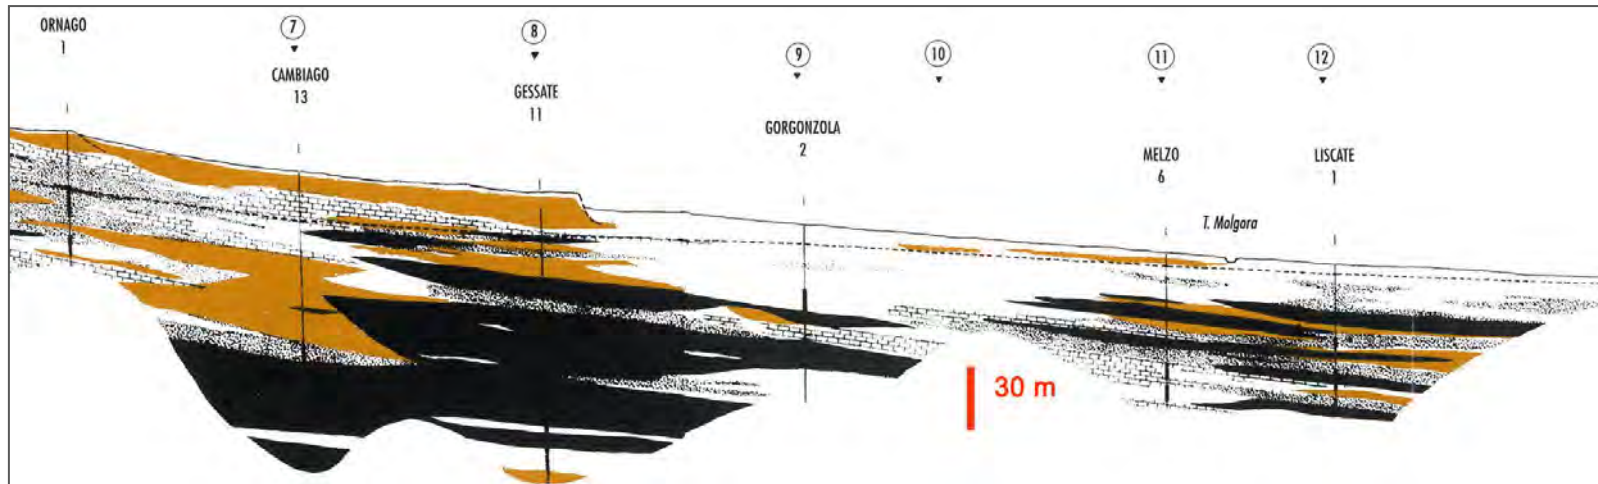 ORNAGO
1
7
CAMBIAGO
13
8
GESSATE
11
9
GORGONZOLA
2
10
11
MELZO
6
12
LISCATE
1
T. Molgora
30 m